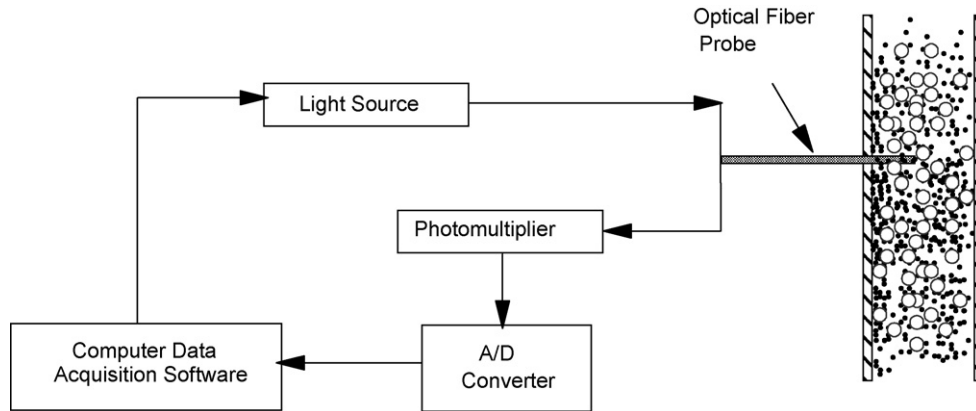 Optical Fiber
Probe
Light Source
Photomultiplier
A/D
Converter
Computer Data
Acquisition Software